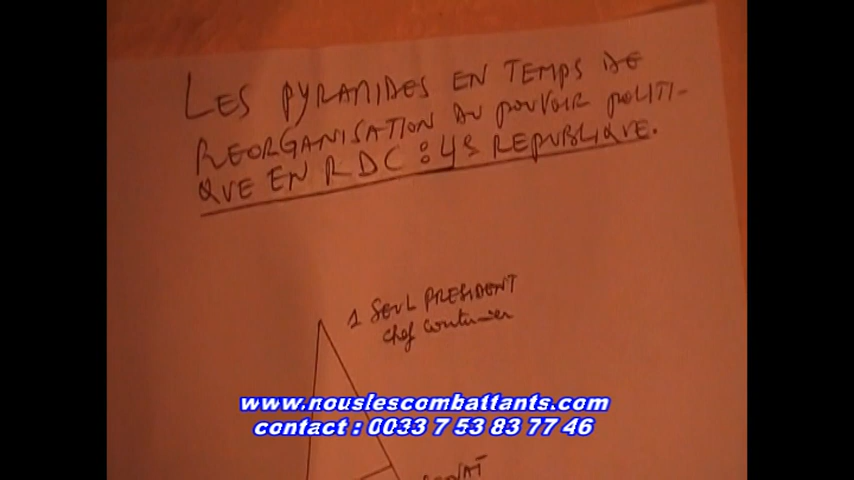 LES PYRAMIDES EN TEMPS DE
REORGANISATION DU POUVOIR POLITI-
QUE EN RDC : 4e REPUBLIQUE.
1 SEUL PRESIDENT
chef coutumier
SENAT
www.nouslescombattants.com
contact : 0033 7 53 83 77 46